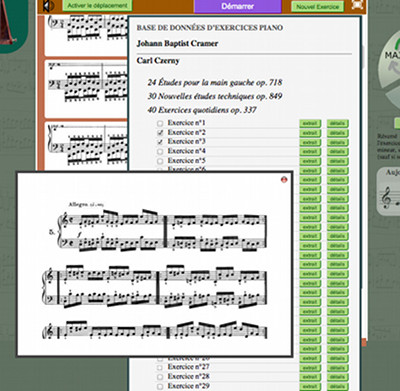 Activer le déplacement
Démarrer
Nouvel Exercice
BASE DE DONNÉES D'EXERCICES PIANO
Johann Baptist Cramer
Carl Czerny
24 Études pour la main gauche op. 718
30 Nouvelles études techniques op. 849
40 Exercices quotidiens op. 337
Exercice n°1 extrait détails
Exercice n°2 extrait détails
Exercice n°3 extrait détails
Exercice n°4 extrait détails
Exercice n°5 extrait détails
Exercice n°6 extrait détails
Allegro
5.
Exercice n°26 extrait détails
Exercice n°27 extrait détails
Exercice n°28 extrait détails
Exercice n°29 extrait détails
MA
Résumé
l'exercice